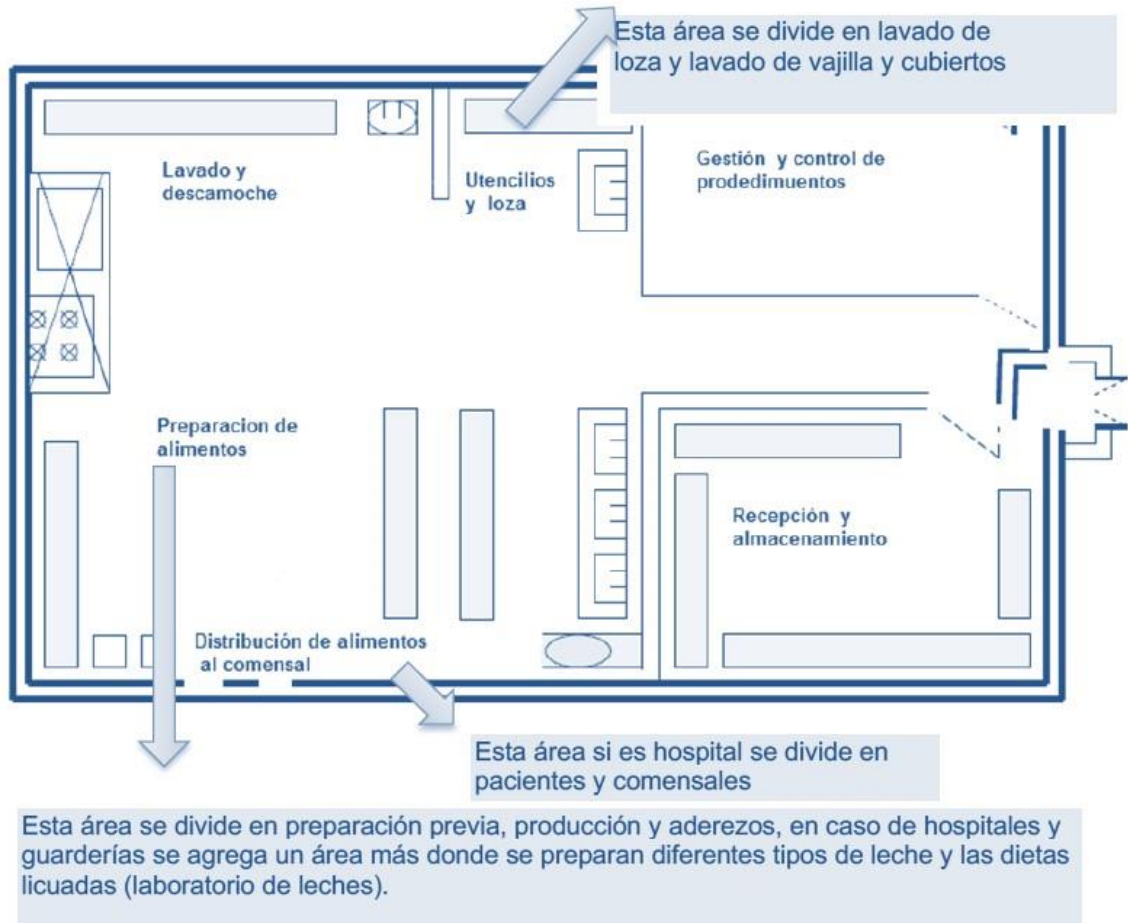 Esta área se divide en lavado de
loza y lavado de vajilla y cubiertos
Lavado y
descamoche
Utencilios
y loza
Gestión y control de
prodedimuentos
Preparacion de
alimentos
Recepción y
almacenamiento
Distribución de alimentos
al comensal
Esta área si es hospital se divide en
pacientes y comensales
Esta área se divide en preparación previa, producción y aderezos, en caso de hospitales y
guarderías se agrega un área más donde se preparan diferentes tipos de leche y las dietas
licuadas (laboratorio de leches).